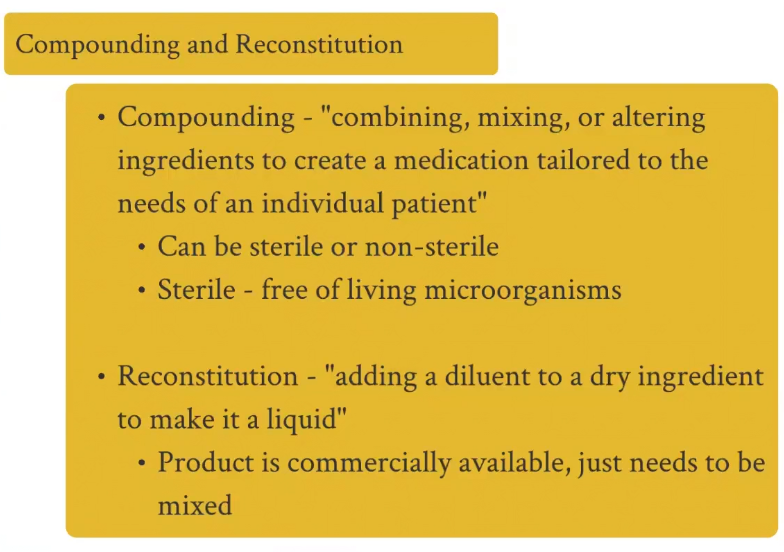 Compounding and Reconstitution
• Compounding - "combining, mixing, or altering
ingredients to create a medication tailored to the
needs of an individual patient"
• Can be sterile or non-sterile
• Sterile - free of living microorganisms
• Reconstitution - "adding a diluent to a dry ingredient
to make it a liquid"
• Product is commercially available, just needs to be
mixed